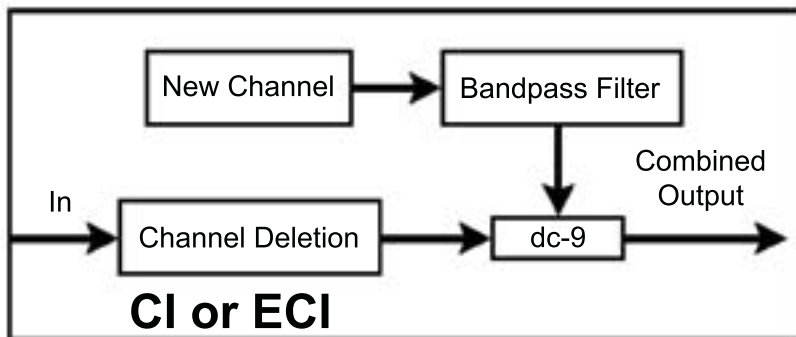 New Channel
Bandpass Filter
Combined
Output
In
Channel Deletion
dc-9
CI or ECI